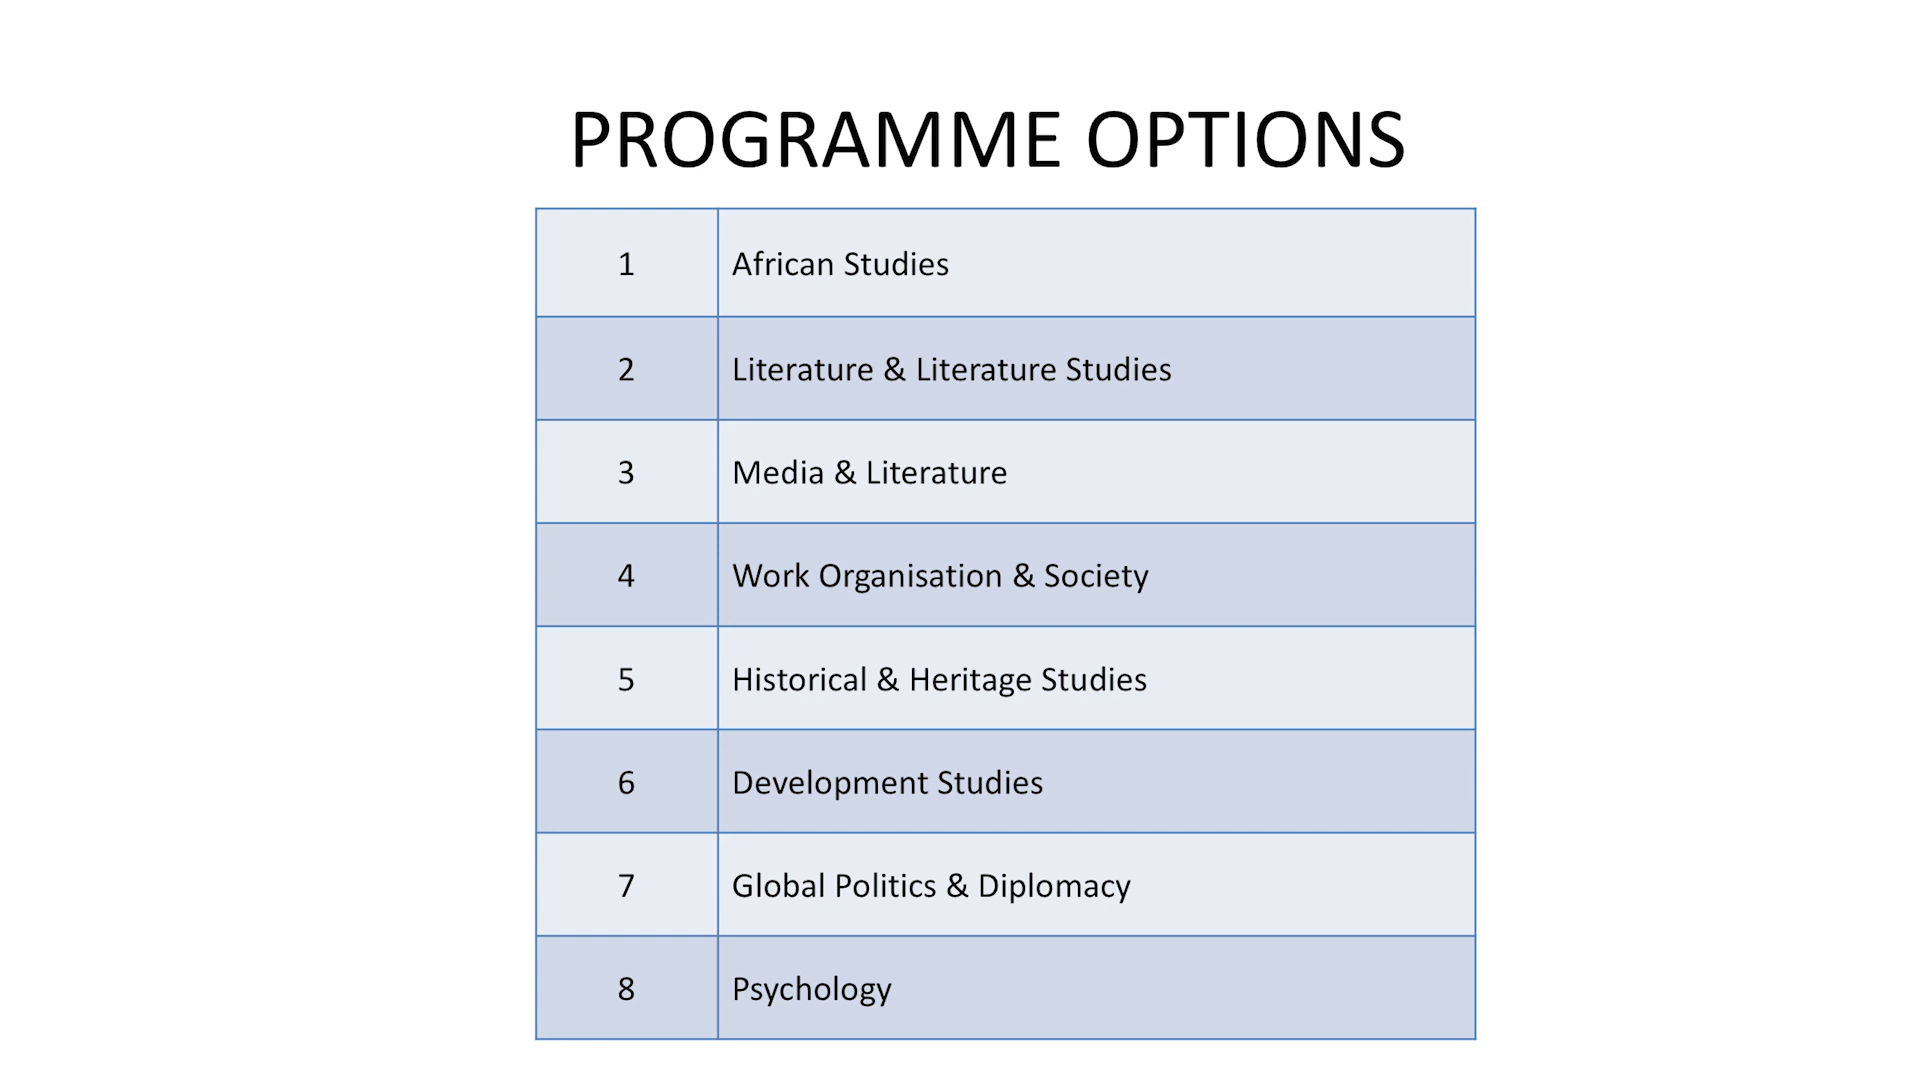 PROGRAMME OPTIONS
1 African Studies
2 Literature & Literature Studies
3 Media & Literature
4 Work Organisation & Society
5 Historical & Heritage Studies
6 Development Studies
7 Global Politics & Diplomacy
8 Psychology